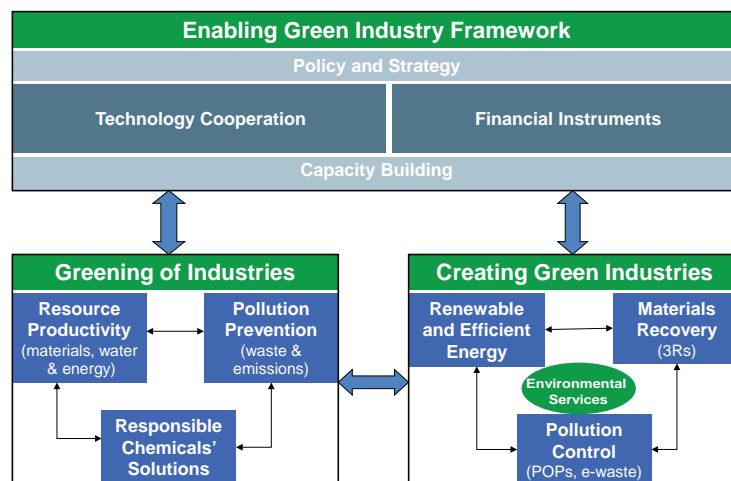 Enabling Green Industry Framework
Policy and Strategy
Technology Cooperation
Financial Instruments
Capacity Building
Greening of Industries
Resource
Productivity
(materials, water
& energy)
Pollution
Prevention
(waste &
emissions)
Responsible
Chemicals’
Solutions
Creating Green Industries
Renewable
and Efficient
Energy
Materials
Recovery
(3Rs)
Environmental
Services
Pollution
Control
(POPs, e-waste)